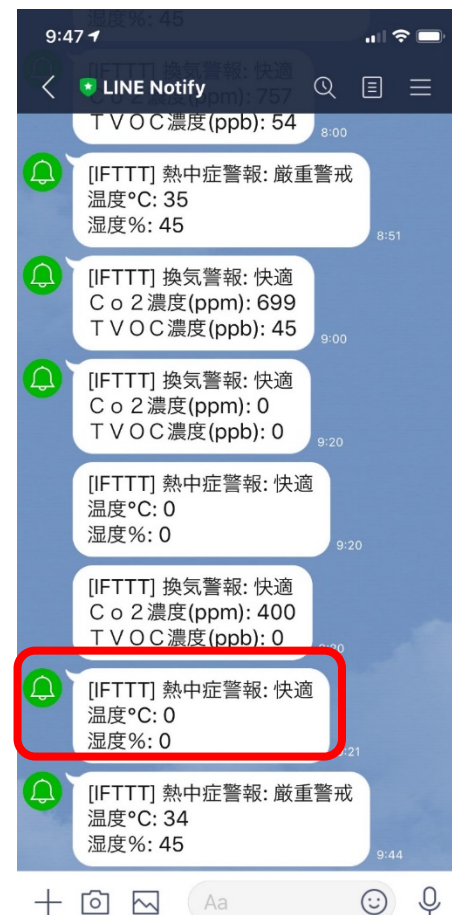 湿度%: 45
9:47
[IFTTT] 換気警報: 快適
LINE Notify
Co2濃度(ppm): 757
ＴＶＯＣ濃度(ppb): 54
8:00
[IFTTT] 熱中症警報: 厳重警戒
温度°C: 35
湿度%: 45
8:51
[IFTTT] 換気警報: 快適
Ｃｏ２濃度(ppm): 699
ＴＶＯＣ濃度(ppb): 45
9:00
[IFTTT] 換気警報: 快適
Ｃｏ２濃度(ppm): 0
ＴＶＯＣ濃度(ppb): 0
9:20
[IFTTT] 熱中症警報: 快適
温度°C: 0
湿度%: 0
9:20
[IFTTT] 換気警報: 快適
Ｃｏ２濃度(ppm): 400
ＴＶＯＣ濃度(ppb): 0
[IFTTT] 熱中症警報: 快適
温度°C: 0
湿度%: 0
[IFTTT] 熱中症警報: 厳重警戒
温度°C: 34
湿度%: 45
9:44
Aa